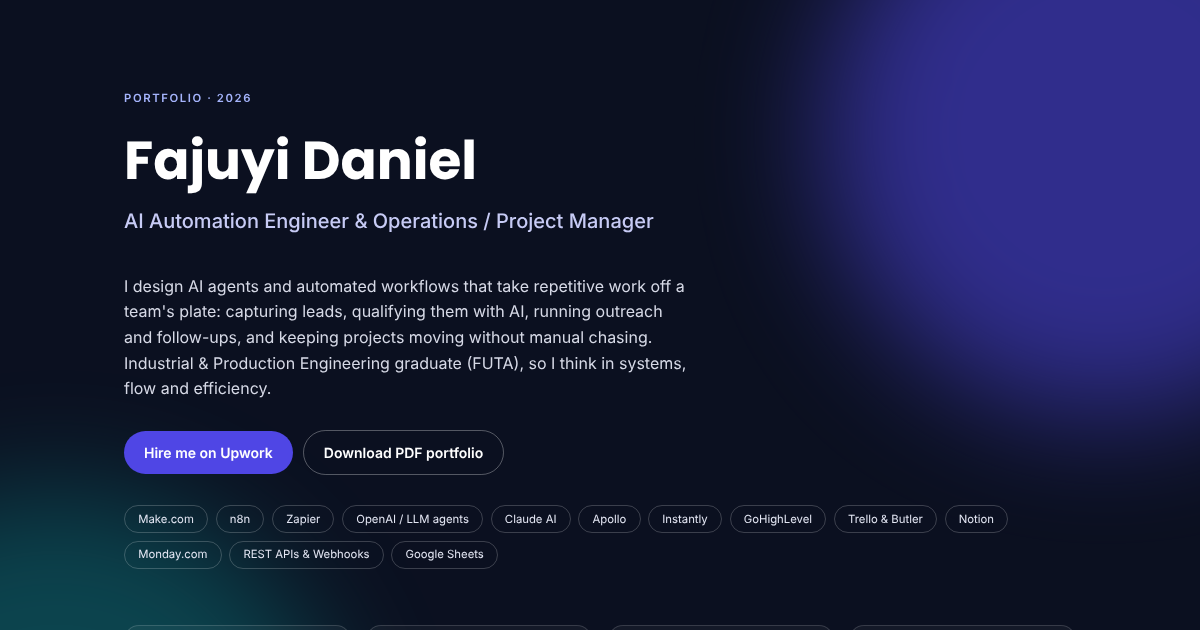 PORTFOLIO · 2026
Fajuyi Daniel
AI Automation Engineer & Operations / Project Manager
I design AI agents and automated workflows that take repetitive work off a
team's plate: capturing leads, qualifying them with AI, running outreach
and follow-ups, and keeping projects moving without manual chasing.
Industrial & Production Engineering graduate (FUTA), so I think in systems,
flow and efficiency.
Hire me on Upwork Download PDF portfolio
Make.com n8n Zapier OpenAI / LLM agents Claude AI Apollo Instantly GoHighLevel Trello & Butler Notion
Monday.com REST APIs & Webhooks Google Sheets